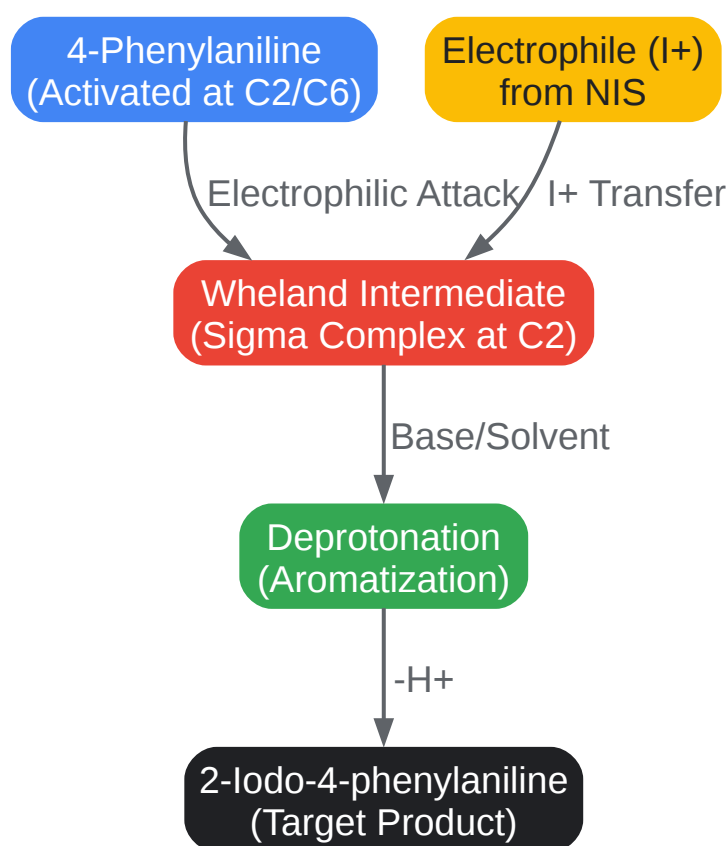 4-Phenylaniline
(Activated at C2/C6)
Electrophile (I+)
from NIS
Electrophilic Attack
I+ Transfer
Wheland Intermediate
(Sigma Complex at C2)
Base/Solvent
Deprotonation
(Aromatization)
-H+
2-Iodo-4-phenylaniline
(Target Product)